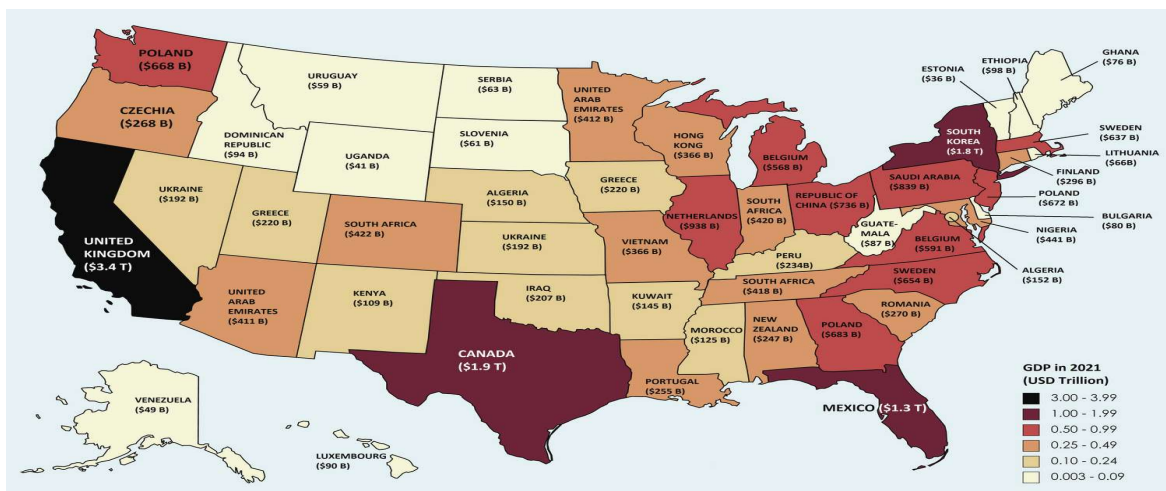 POLAND
($668 B)
CZECHIA
($268 B)
UNITED
KINGDOM
($3.4 T)
UKRAINE
($192 B)
DOMINICAN
REPUBLIC
($94 B)
URUGUAY
($59 B)
UGANDA
($41 B)
GREECE
($220 B)
UNITED
ARAB
EMIRATES
($411 B)
SOUTH AFRICA
($422 B)
KENYA
($109 B)
SERBIA
($63 B)
SLOVENIA
($61 B)
ALGERIA
($150 B)
UKRAINE
($192 B)
IRAQ
($207 B)
CANADA
($1.9 T)
UNITED
ARAB
EMIRATES
($412 B)
GREECE
($220 B)
VIETNAM
($366 B)
KUWAIT
($145 B)
PORTUGAL
($255 B)
HONG
KONG
($366 B)
NETHERLANDS
($938 B)
BELGIUM
($568 B)
SOUTH
AFRICA
($420 B)
REPUBLIC OF
CHINA ($736 B)
PERU
($234B)
SOUTH AFRICA
($418 B)
MOROCCO
($125 B)
NEW
ZEALAND
($247 B)
POLAND
($683 B)
MEXICO ($1.3 T)
ROMANIA
($270 B)
SWEDEN
($654 B)
BELGIUM
($591 B)
GUATE-
MALA
($87 B)
SAUDI ARABIA
($839 B)
SOUTH
KOREA
($1.8 T)
ESTONIA
($36 B)
ETHIOPIA
($98 B)
GHANA
($76 B)
SWEDEN
($637 B)
LITHUANIA
($66B)
FINLAND
($296 B)
POLAND
($672 B)
BULGARIA
($80 B)
NIGERIA
($441 B)
ALGERIA
($152 B)
VENEZUELA
($49 B)
LUXEMBOURG
($90 B)
GDP in 2021
(USD Trillion)
3.00 - 3.99
1.00 - 1.99
0.50 - 0.99
0.25 - 0.49
0.10 - 0.24
0.003 - 0.09